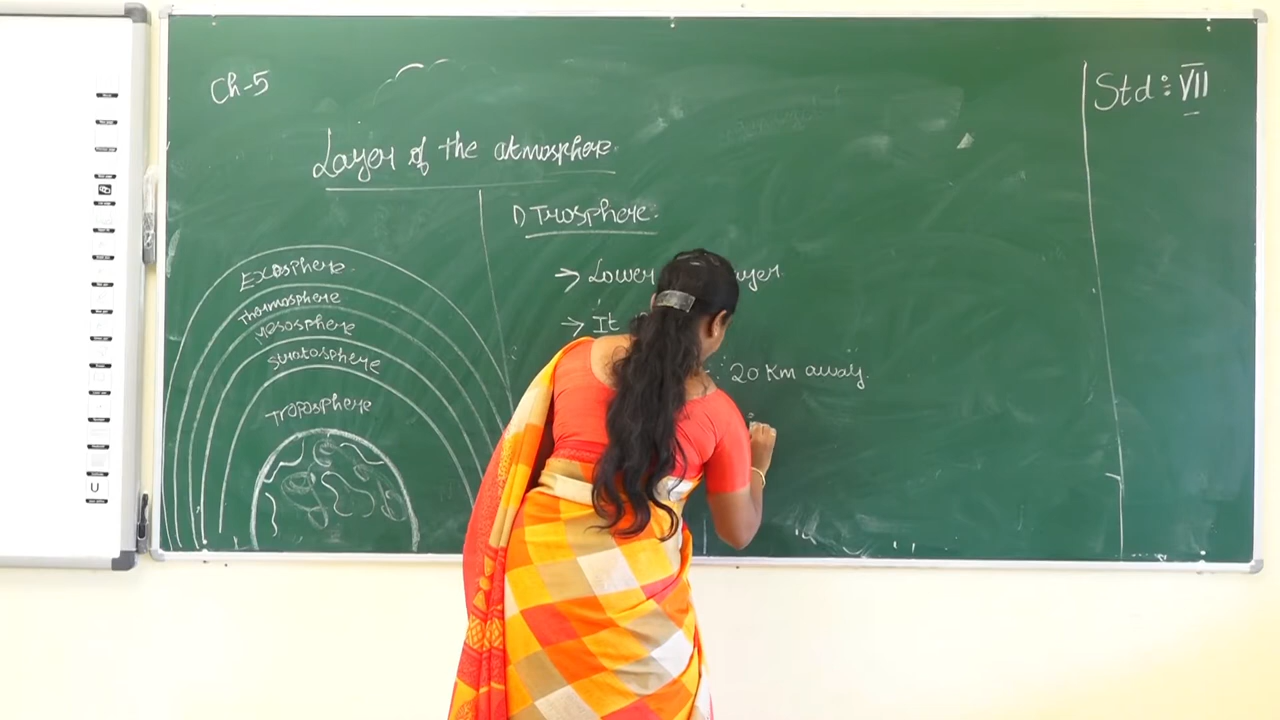 Ch-5
Std : VII
Layer of the atmosphere.
1) Trosphere.
→ Lower
→ It
20 Km away.
Exosphere.
Thermosphere
Mesosphere
Stratosphere
Troposphere